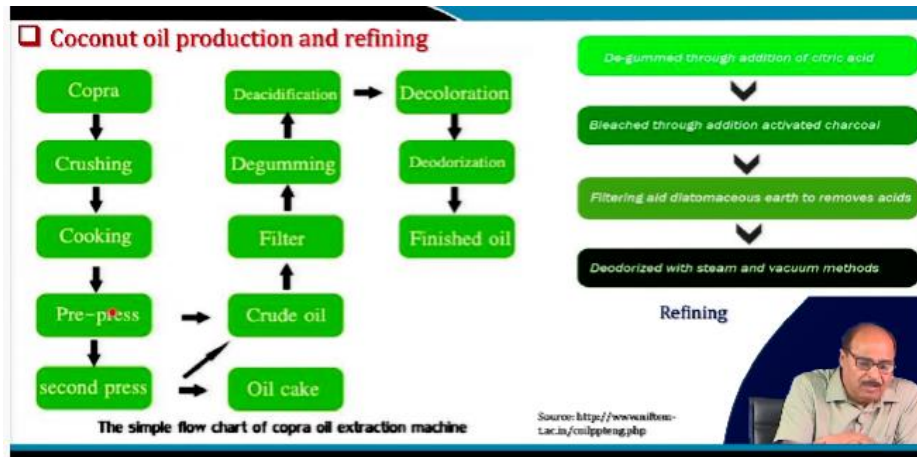 Coconut oil production and refining
Copra
Crushing
Cooking
Pre-press
second press
Deacidification
Degumming
Filter
Crude oil
Oil cake
Decoloration
Deodorization
Finished oil
The simple flow chart of copra oil extraction machine
De-gummed through addition of citric acid
Bleached through addition activated charcoal
Filtering aid diatomaceous earth to removes acids
Deodorized with steam and vacuum methods
Refining
Source: http://www.niftem-
t.ac.in/